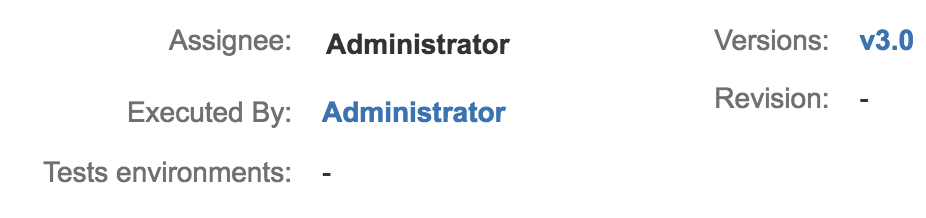 Assignee: Administrator
Executed By: Administrator
Tests environments: -
Versions: v3.0
Revision: -